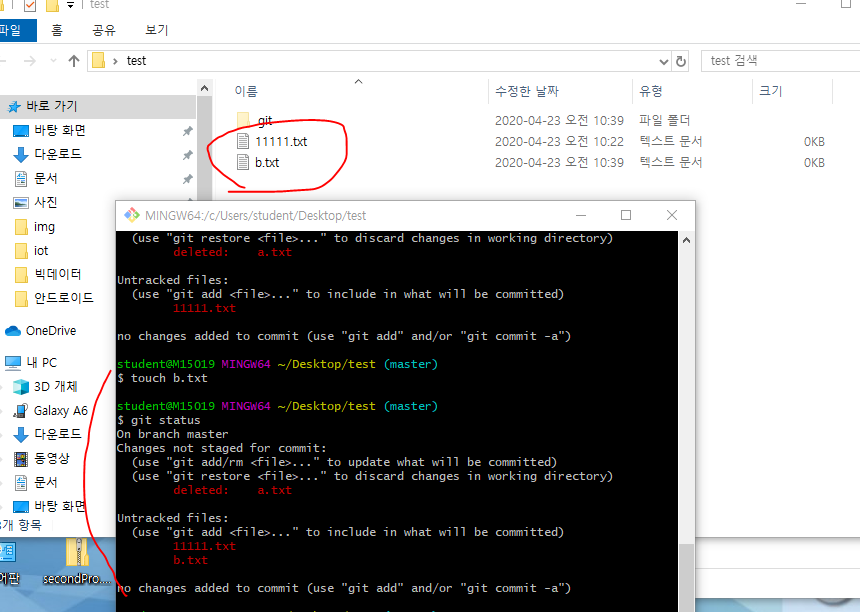 test
파일 홈 공유 보기
test
test 검색
이름 수정한 날짜 유형 크기
바로 가기
바탕 화면
다운로드
문서
사진
img
iot
빅데이터
안드로이드
OneDrive
내 PC
3D 개체
Galaxy A6
다운로드
동영상
문서
바탕 화면
개 항목
.git 2020-04-23 오전 10:39 파일 폴더
11111.txt 2020-04-23 오전 10:22 텍스트 문서 0KB
b.txt 2020-04-23 오전 10:39 텍스트 문서 0KB
MINGW64:/c/Users/student/Desktop/test
(use "git restore <file>..." to discard changes in working directory)
deleted: a.txt
Untracked files:
(use "git add <file>..." to include in what will be committed)
11111.txt
no changes added to commit (use "git add" and/or "git commit -a")
student@M15019 MINGW64 ~/Desktop/test (master)
$ touch b.txt
student@M15019 MINGW64 ~/Desktop/test (master)
$ git status
On branch master
Changes not staged for commit:
(use "git add/rm <file>..." to update what will be committed)
(use "git restore <file>..." to discard changes in working directory)
deleted: a.txt
Untracked files:
(use "git add <file>..." to include in what will be committed)
11111.txt
b.txt
no changes added to commit (use "git add" and/or "git commit -a")
secondPro...